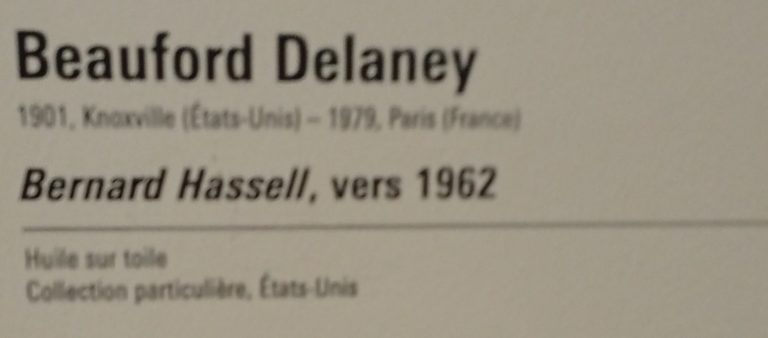 Beauford Delaney
1901, Knoxville (États-Unis) – 1979, Paris (France)
Bernard Hassell, vers 1962
Huile sur toile
Collection particulière, États-Unis